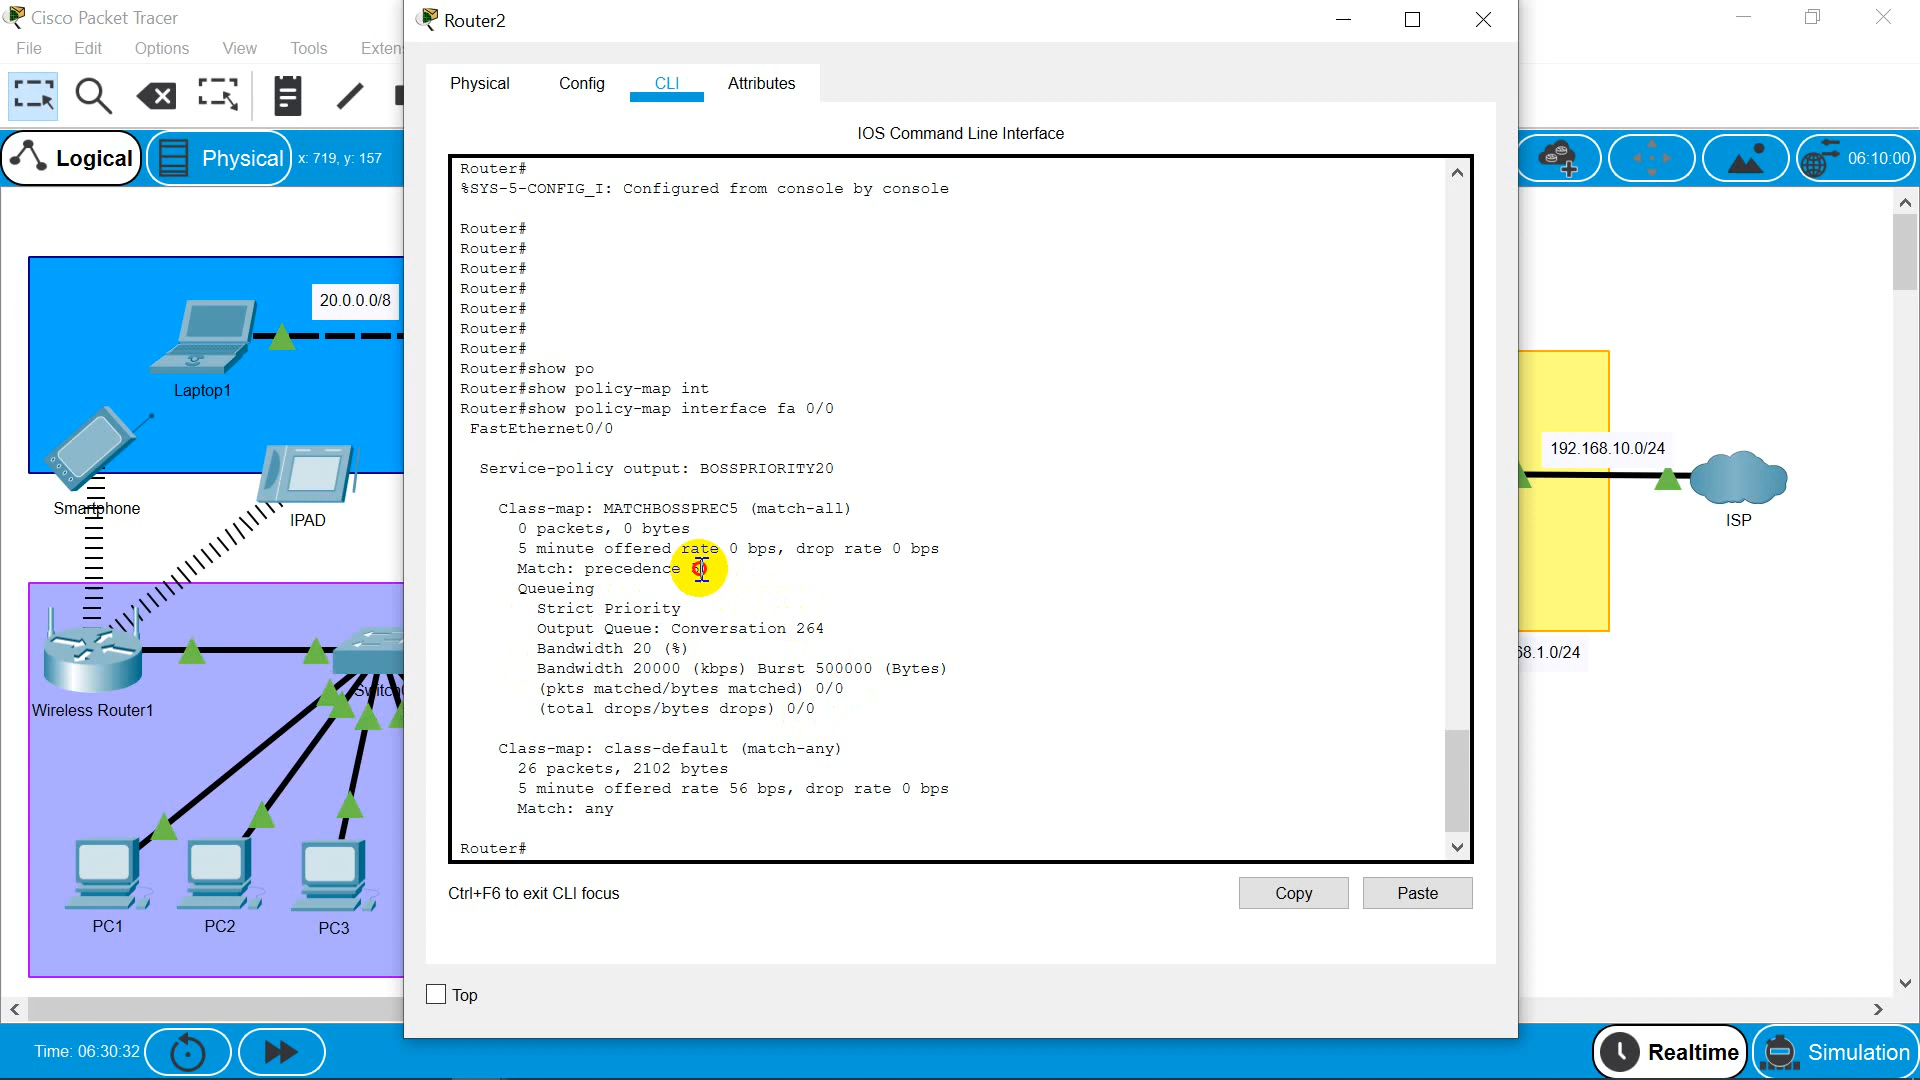 Cisco Packet Tracer
File Edit Options View Tools Exten
Logical Physical x: 719, y: 157
06:10:00
Router2
Physical Config CLI Attributes
IOS Command Line Interface
Router#
%SYS-5-CONFIG_I: Configured from console by console
Router#
Router#
Router#
Router#
Router#
Router#
Router#
Router#show po
Router#show policy-map int
Router#show policy-map interface fa 0/0
FastEthernet0/0
Service-policy output: BOSSPRIORITY20
Class-map: MATCHBOSSPREC5 (match-all)
0 packets, 0 bytes
5 minute offered rate 0 bps, drop rate 0 bps
Match: precedence
Queueing
Strict Priority
Output Queue: Conversation 264
Bandwidth 20 (%)
Bandwidth 20000 (kbps) Burst 500000 (Bytes)
(pkts matched/bytes matched) 0/0
(total drops/bytes drops) 0/0
Class-map: class-default (match-any)
26 packets, 2102 bytes
5 minute offered rate 56 bps, drop rate 0 bps
Match: any
Router#
Ctrl+F6 to exit CLI focus
Copy
Paste
Top
20.0.0.0/8
Laptop1
Smartphone
IPAD
Wireless Router1
Switch
PC1
PC2
PC3
192.168.10.0/24
ISP
68.1.0/24
Time: 06:30:32
Realtime
Simulation